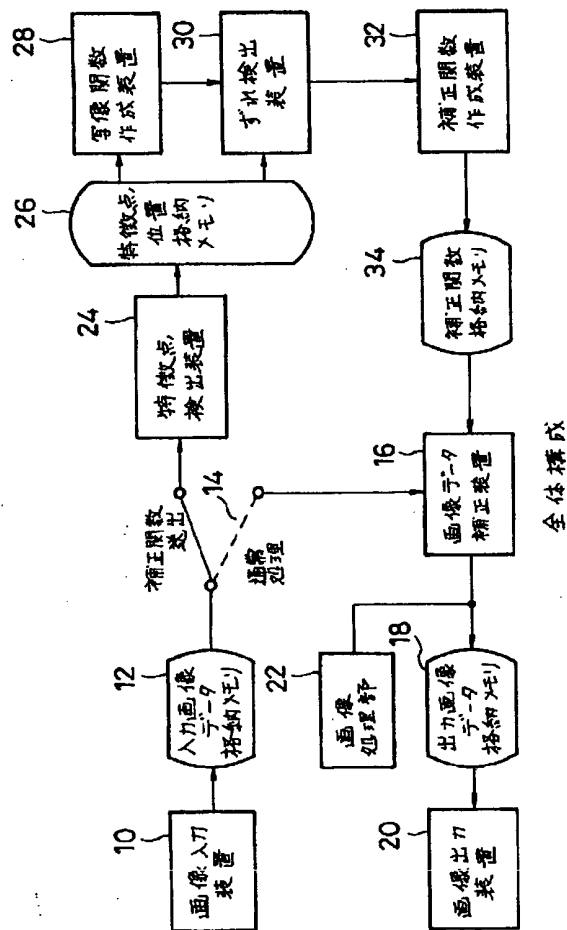 10
画像入力
装置
12
入力画像
データ
格納メモリ
補正関数
送出
14
通常
処理
24
特徴点
検出装置
26
特徴点
位置
格納
メモリ
28
写像関数
作成装置
30
ずれ検出
装置
32
補正関数
作成装置
34
補正関数
格納メモリ
16
画像データ
補正装置
22
画像
処理部
18
出力画像
データ
格納メモリ
20
画像出力
装置
全体構成